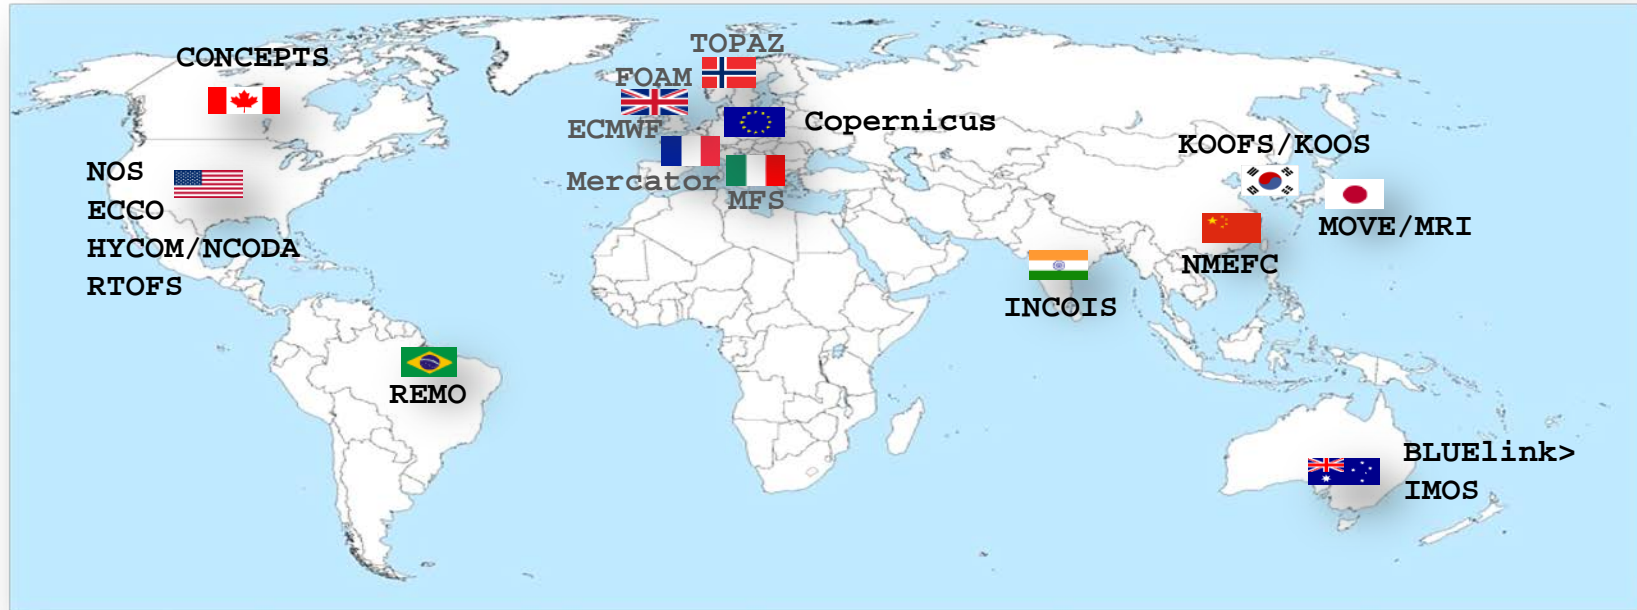 CONCEPTS
NOS
ECCO
HYCOM/NCODA
RTOFS
REMO
TOPAZ
FOAM
ECMWF
Copernicus
Mercator
MFS
KOOFS/KOOS
MOVE/MRI
NMEFC
INCOIS
BLUElink>
IMOS